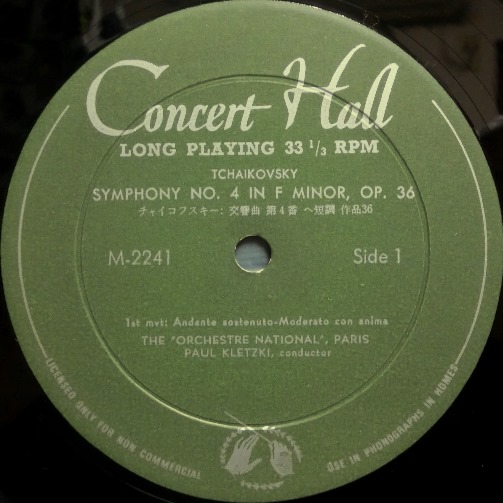 Concert Hall
LONG PLAYING 33 1/3 RPM
TCHAIKOVSKY
SYMPHONY NO. 4 IN F MINOR, OP. 36
チャイコフスキー: 交響曲 第4番 ヘ短調 作品36
M-2241
Side 1
1st mvt: Andante sostenuto-Moderato con anima
THE "ORCHESTRE NATIONAL", PARIS
PAUL KLETZKI, conductor
LICENSED ONLY FOR NON COMMERCIAL
USE IN PHONOGRAPHS IN HOMES